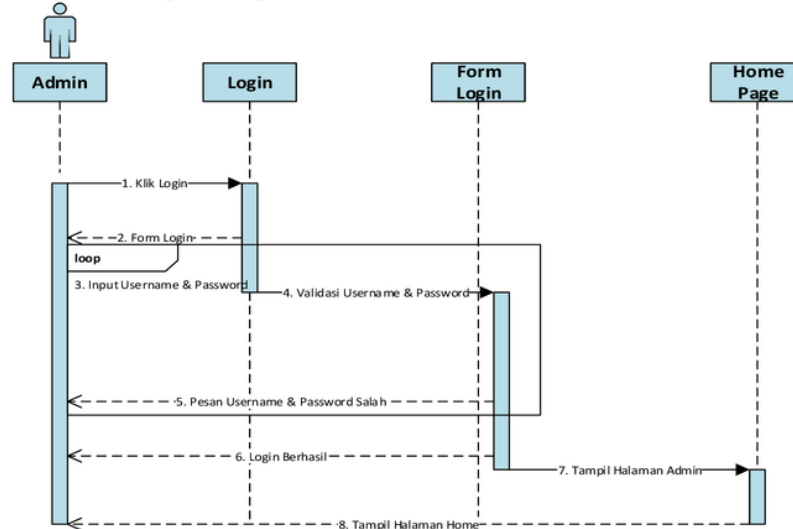 Admin
Login
Form
Login
Home
Page
1. Klik Login
2. Form Login
loop
3. Input Username & Password
4. Validasi Username & Password
5. Pesan Username & Password Salah
6. Login Berhasil
7. Tampil Halaman Admin
8. Tampil Halaman Home